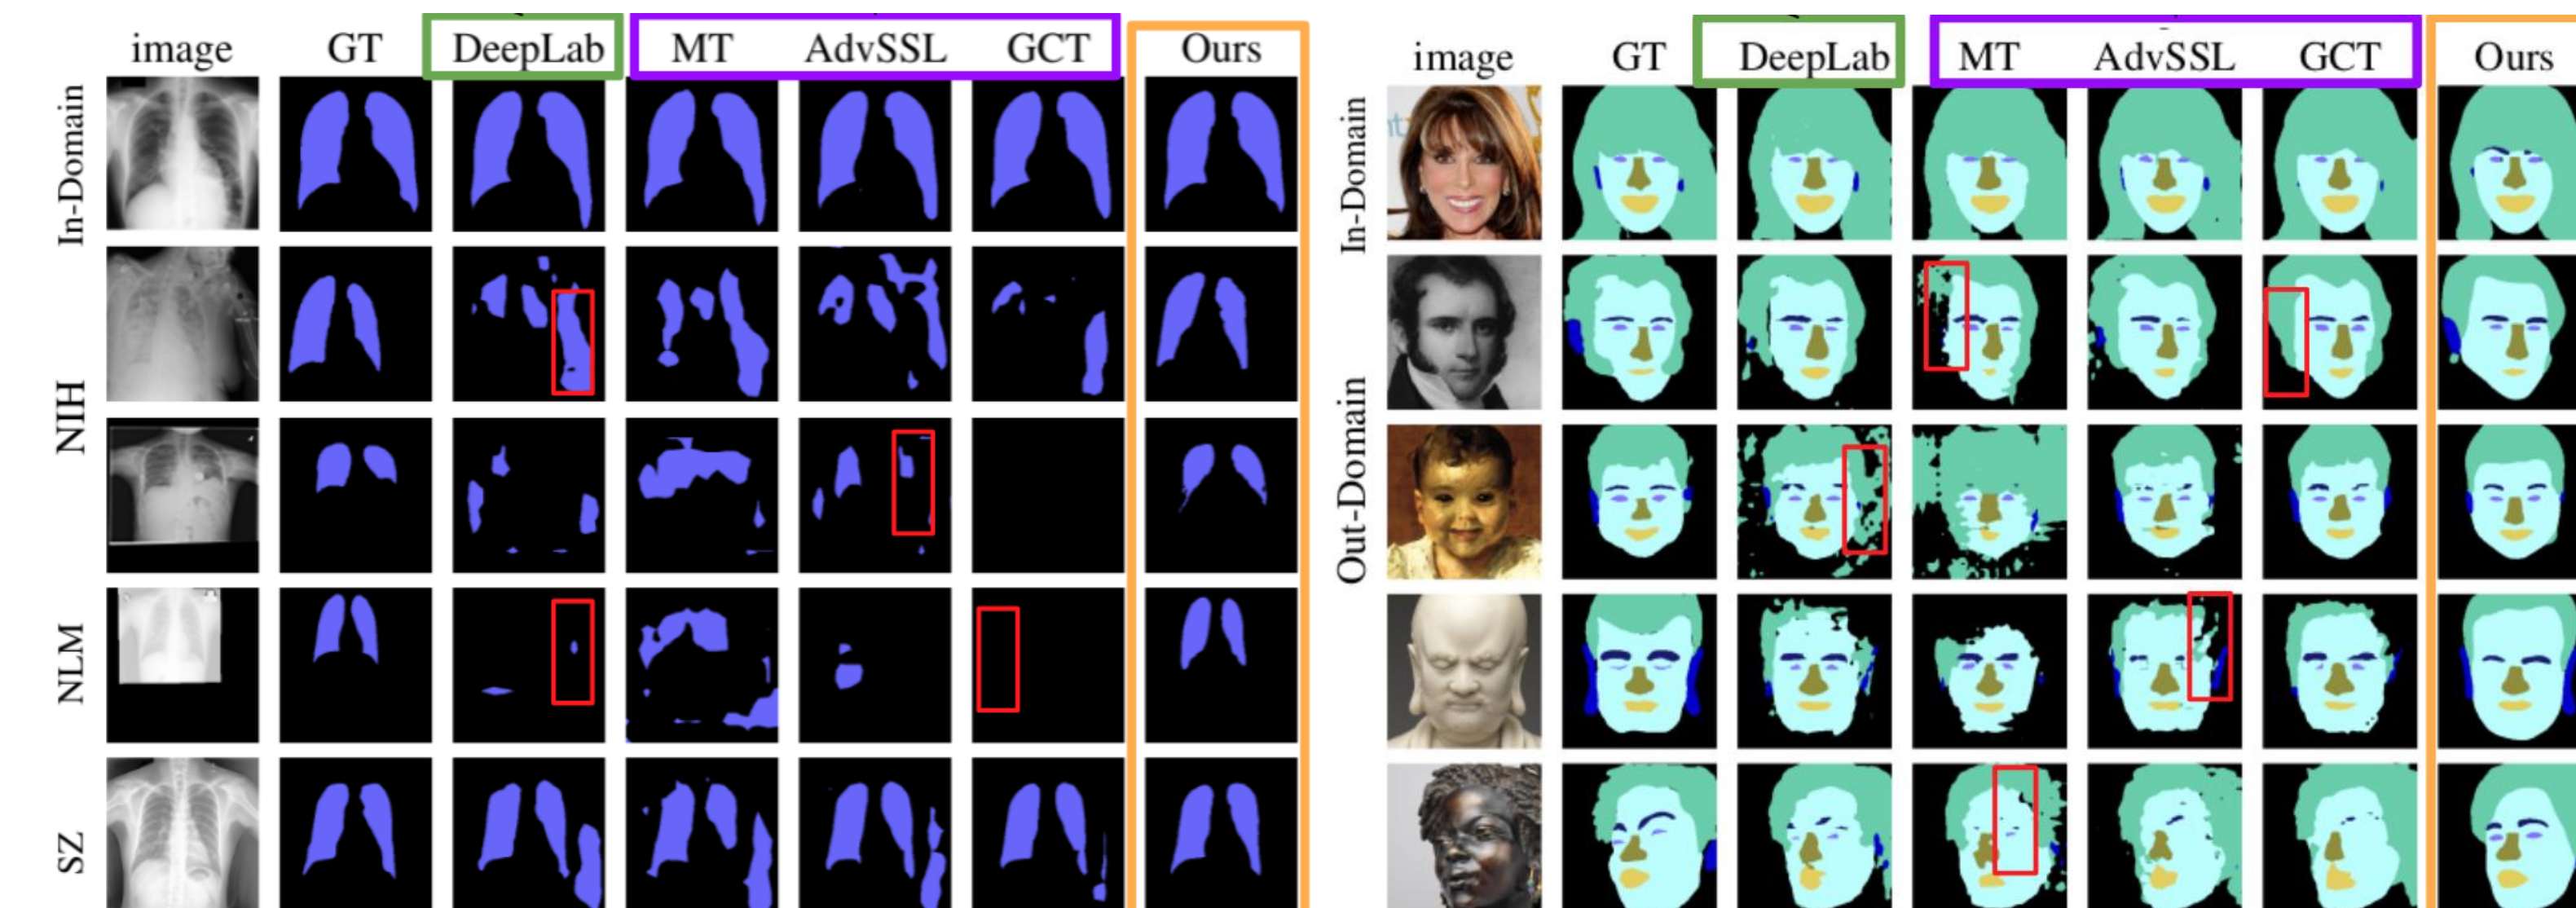 image GT DeepLab MT AdvSSL GCT Ours
In-Domain
NIH
NLM
SZ
image GT DeepLab MT AdvSSL GCT Ours
In-Domain
Out-Domain